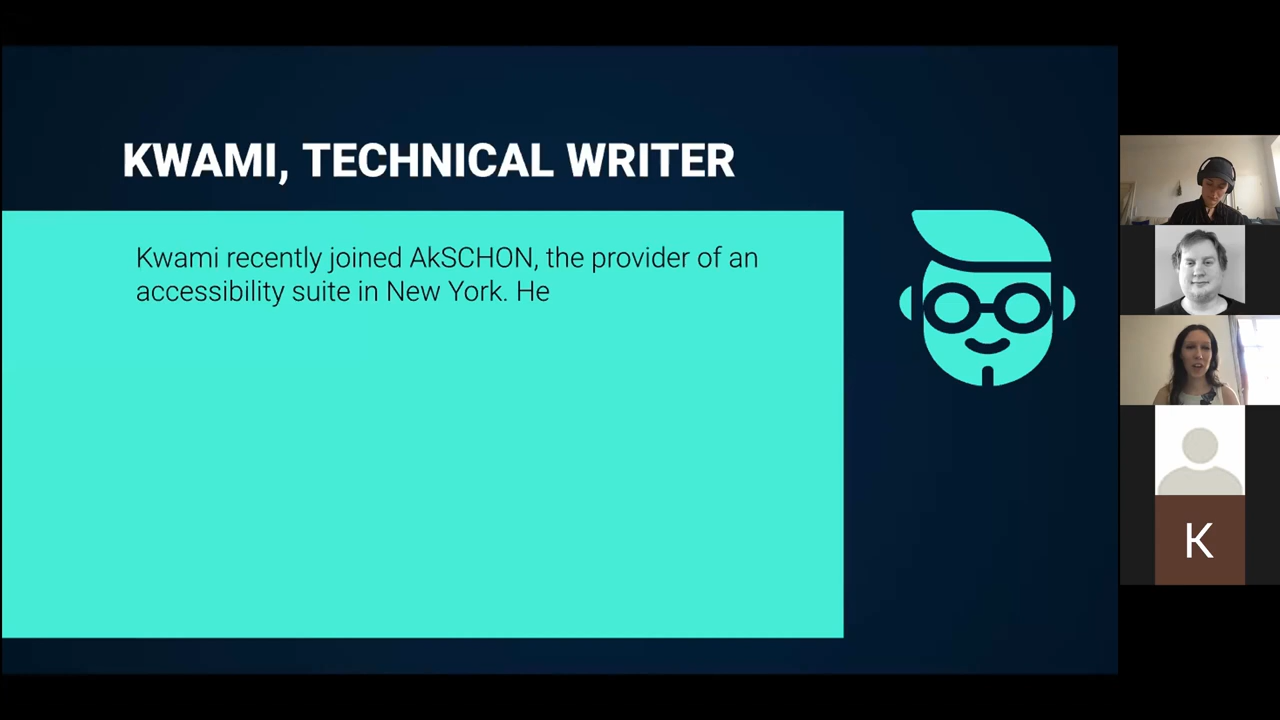 KWAMI, TECHNICAL WRITER
Kwami recently joined AkSCHON, the provider of an
accessibility suite in New York. He
K